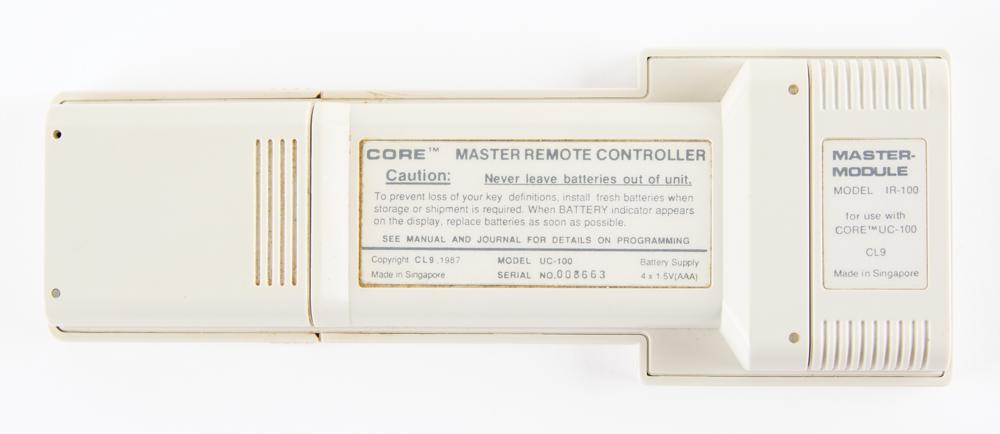 CORE™ MASTER REMOTE CONTROLLER
Caution: Never leave batteries out of unit.
To prevent loss of your key definitions, install fresh batteries when
storage or shipment is required. When BATTERY indicator appears
on the display, replace batteries as soon as possible.
SEE MANUAL AND JOURNAL FOR DETAILS ON PROGRAMMING
Copyright CL9 ,1987 MODEL UC-100 Battery Supply
Made in Singapore SERIAL NO.008663 4 x 1.5V(AAA)
MASTER-
MODULE
MODEL IR-100
for use with
CORE™UC-100
CL9
Made in Singapore